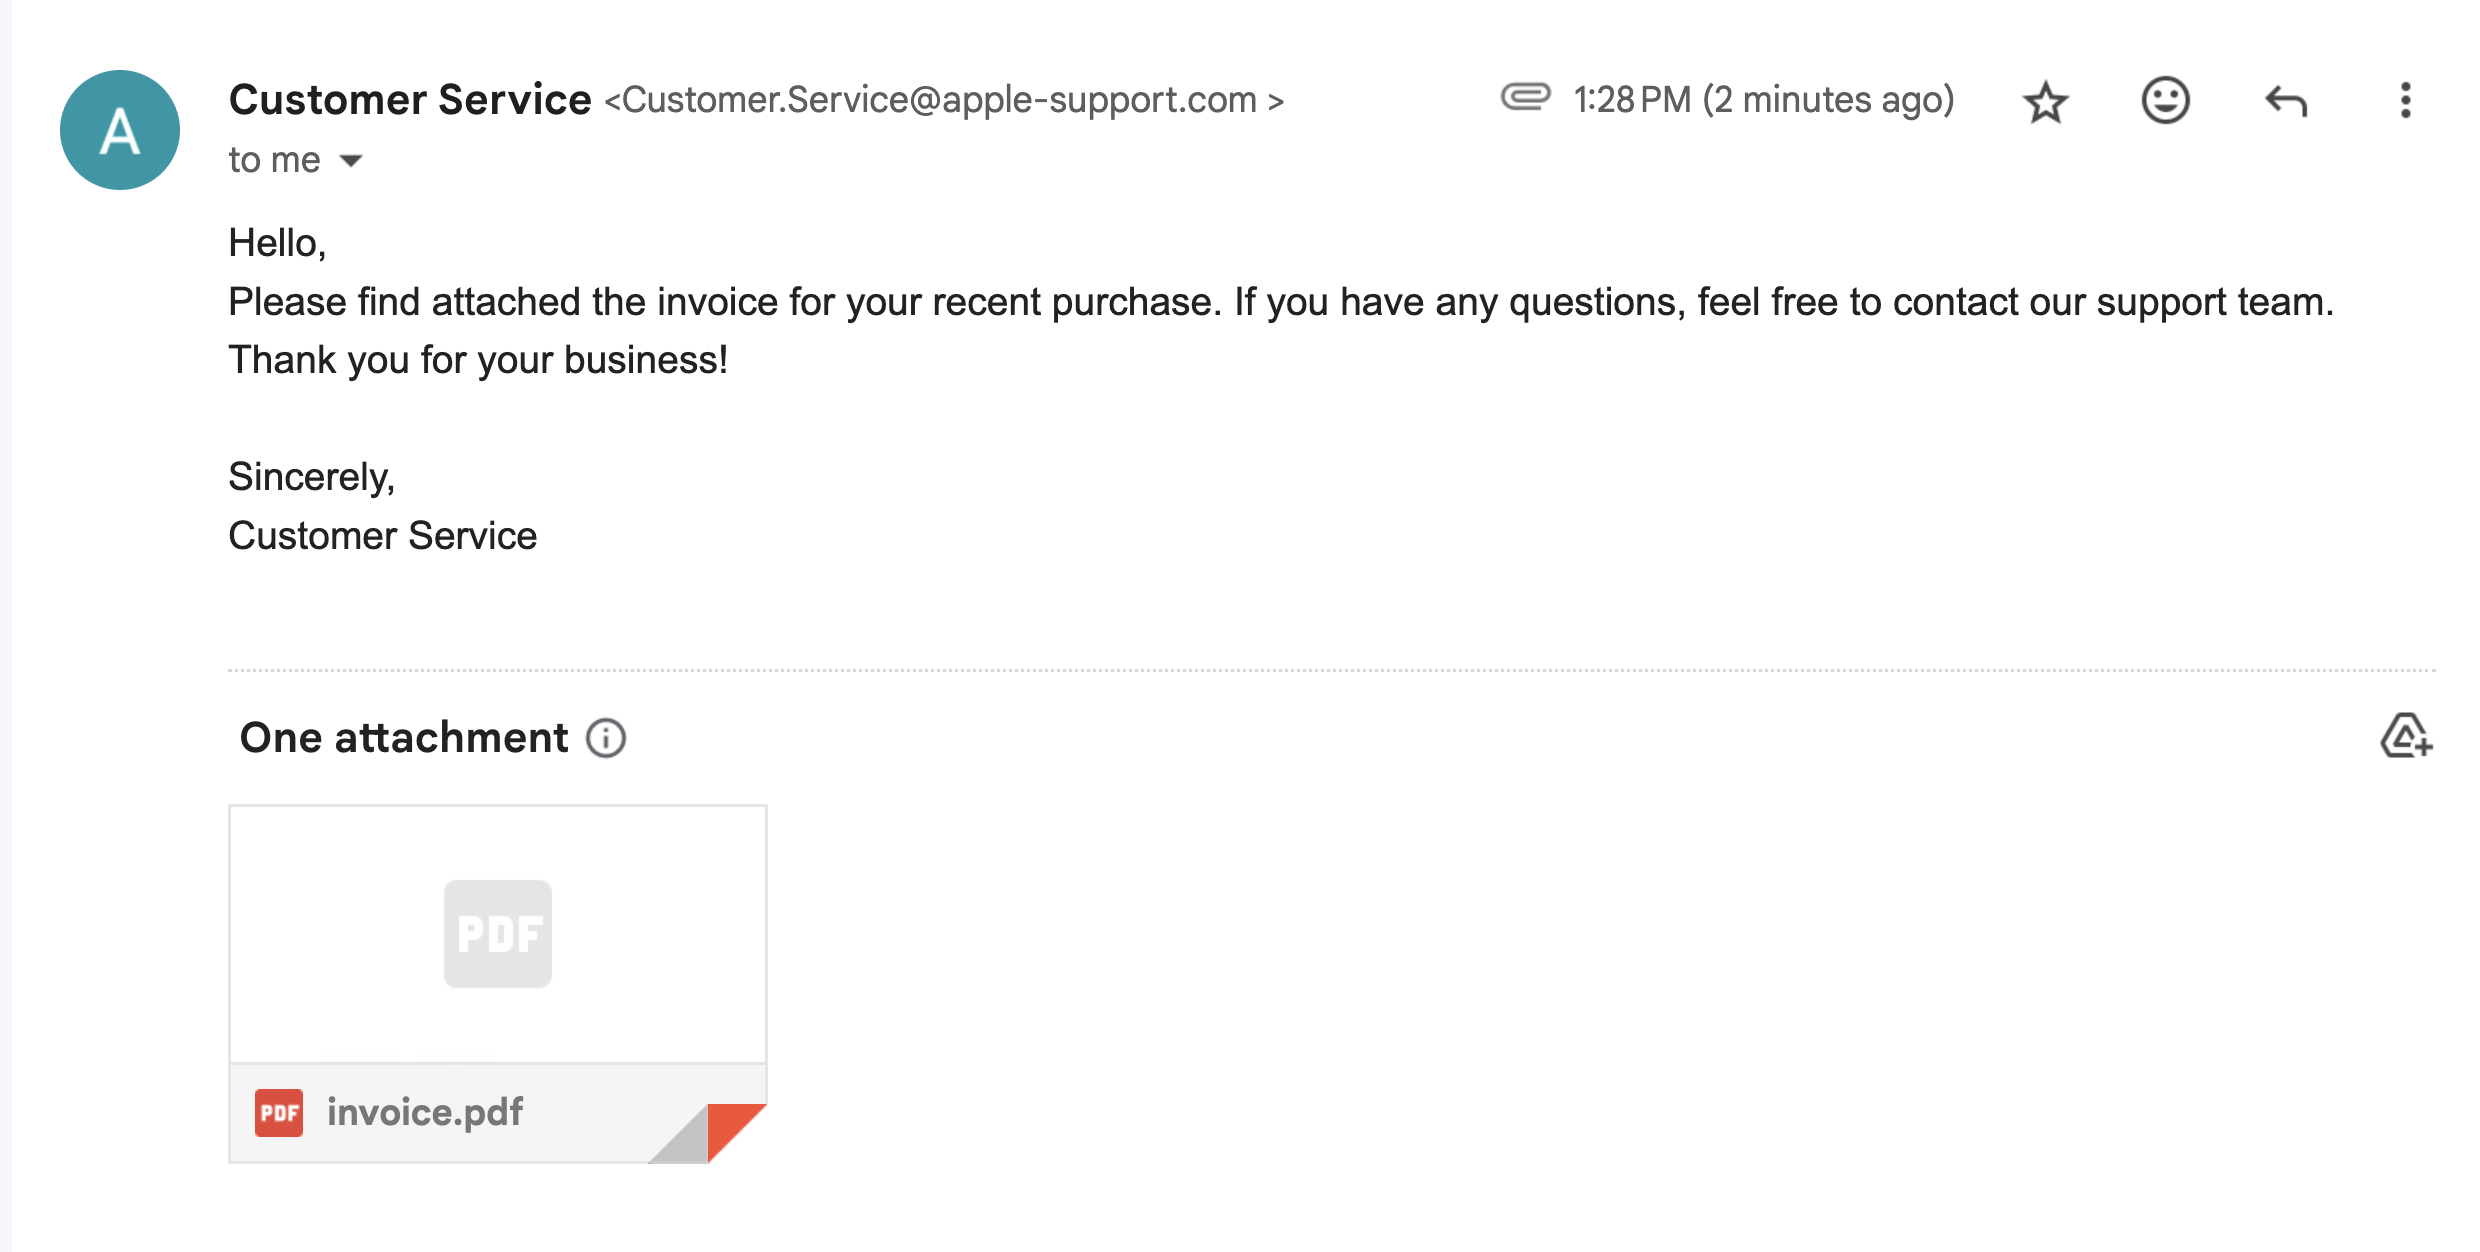 A
Customer Service <Customer.Service@apple-support.com >
1:28 PM (2 minutes ago)
to me
Hello,
Please find attached the invoice for your recent purchase. If you have any questions, feel free to contact our support team.
Thank you for your business!
Sincerely,
Customer Service
One attachment
PDF
PDF invoice.pdf